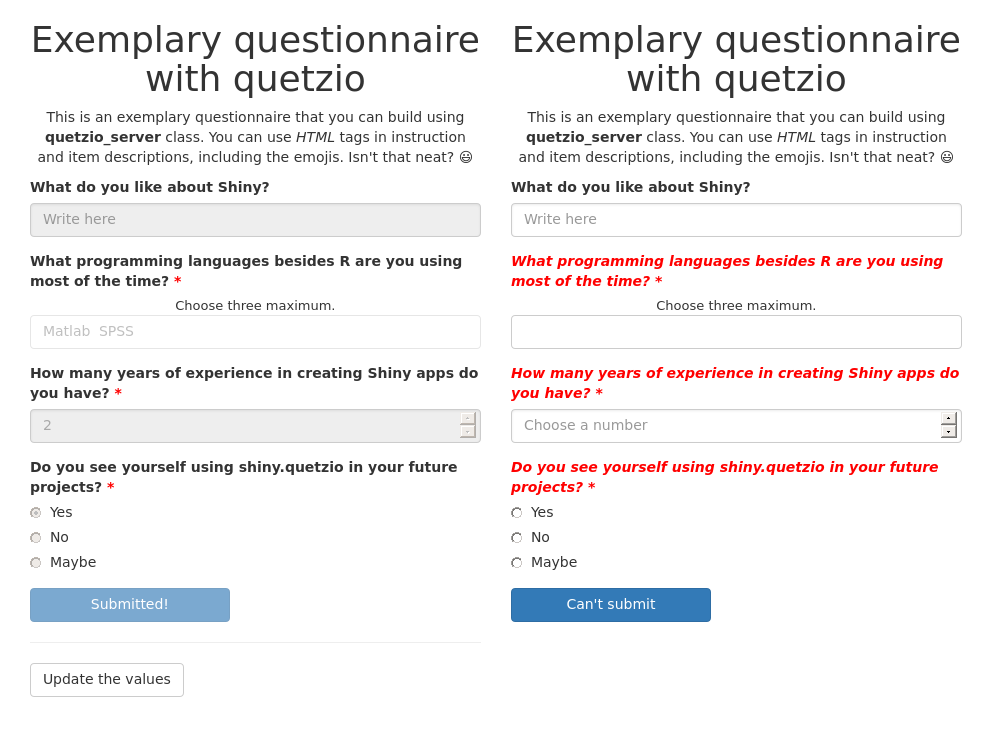 Exemplary questionnaire
with quetzio
This is an exemplary questionnaire that you can build using
quetzio_server class. You can use HTML tags in instruction
and item descriptions, including the emojis. Isn't that neat? 😃
What do you like about Shiny?
Write here
What programming languages besides R are you using
most of the time? *
Choose three maximum.
Matlab SPSS
How many years of experience in creating Shiny apps do
you have? *
2
Do you see yourself using shiny.quetzio in your future
projects? *
Yes
No
Maybe
Submitted!
Update the values
Exemplary questionnaire
with quetzio
This is an exemplary questionnaire that you can build using
quetzio_server class. You can use HTML tags in instruction
and item descriptions, including the emojis. Isn't that neat? 😃
What do you like about Shiny?
Write here
What programming languages besides R are you using
most of the time? *
Choose three maximum.
How many years of experience in creating Shiny apps do
you have? *
Choose a number
Do you see yourself using shiny.quetzio in your future
projects? *
Yes
No
Maybe
Can't submit